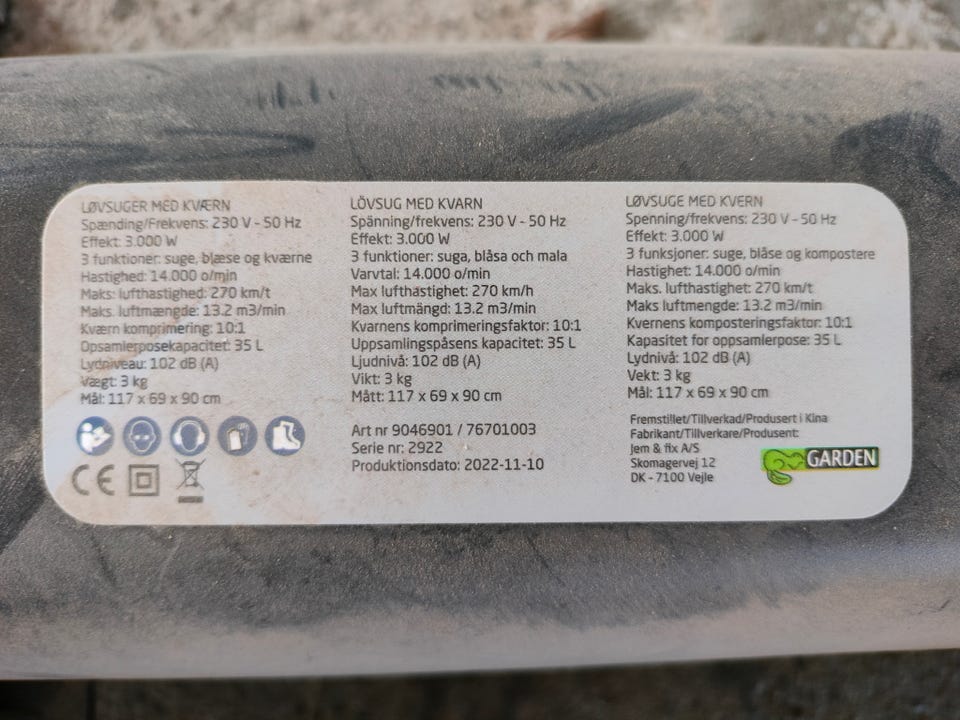 LØVSUGER MED KVÆRN
Spænding/Frekvens: 230 V - 50 Hz
Effekt: 3.000 W
3 funktioner: suge, blæse og kværne
Hastighed: 14.000 o/min
Maks. lufthastighed: 270 km/t
Maks. luftmængde: 13.2 m3/min
Kværn komprimering: 10:1
Opsamlerposekapacitet: 35 L
Lydniveau: 102 dB (A)
Vægt: 3 kg
Mål: 117 x 69 x 90 cm
CE
LÖVSUG MED KVARN
Spänning/frekvens: 230 V - 50 Hz
Effekt: 3.000 W
3 funktioner: suga, blåsa och mala
Varvtal: 14.000 o/min
Max lufthastighet: 270 km/h
Max luftmängd: 13.2 m3/min
Kvarnens komprimeringsfaktor: 10:1
Uppsamlingspåsens kapacitet: 35 L
Ljudnivå: 102 dB (A)
Vikt: 3 kg
Mått: 117 x 69 x 90 cm
Art nr 9046901 / 76701003
Serie nr: 2922
Produktionsdato: 2022-11-10
LØVSUGE MED KVERN
Spenning/frekvens: 230 V - 50 Hz
Effekt: 3.000 W
3 funksjoner: suge, blåse og kompostere
Hastighet: 14.000 o/min
Maks. lufthastighet: 270 km/t
Maks luftmengde: 13.2 m3/min
Kvernens komposteringsfaktor: 10:1
Kapasitet for oppsamlerpose: 35 L
Lydnivå: 102 dB (A)
Vekt: 3 kg
Mål: 117 x 69 x 90 cm
Fremstillet/Tillverkad/Produsert i Kina
Fabrikant/Tillverkare/Produsent:
Jem & fix A/S
Skomagervej 12
DK - 7100 Vejle
GARDEN